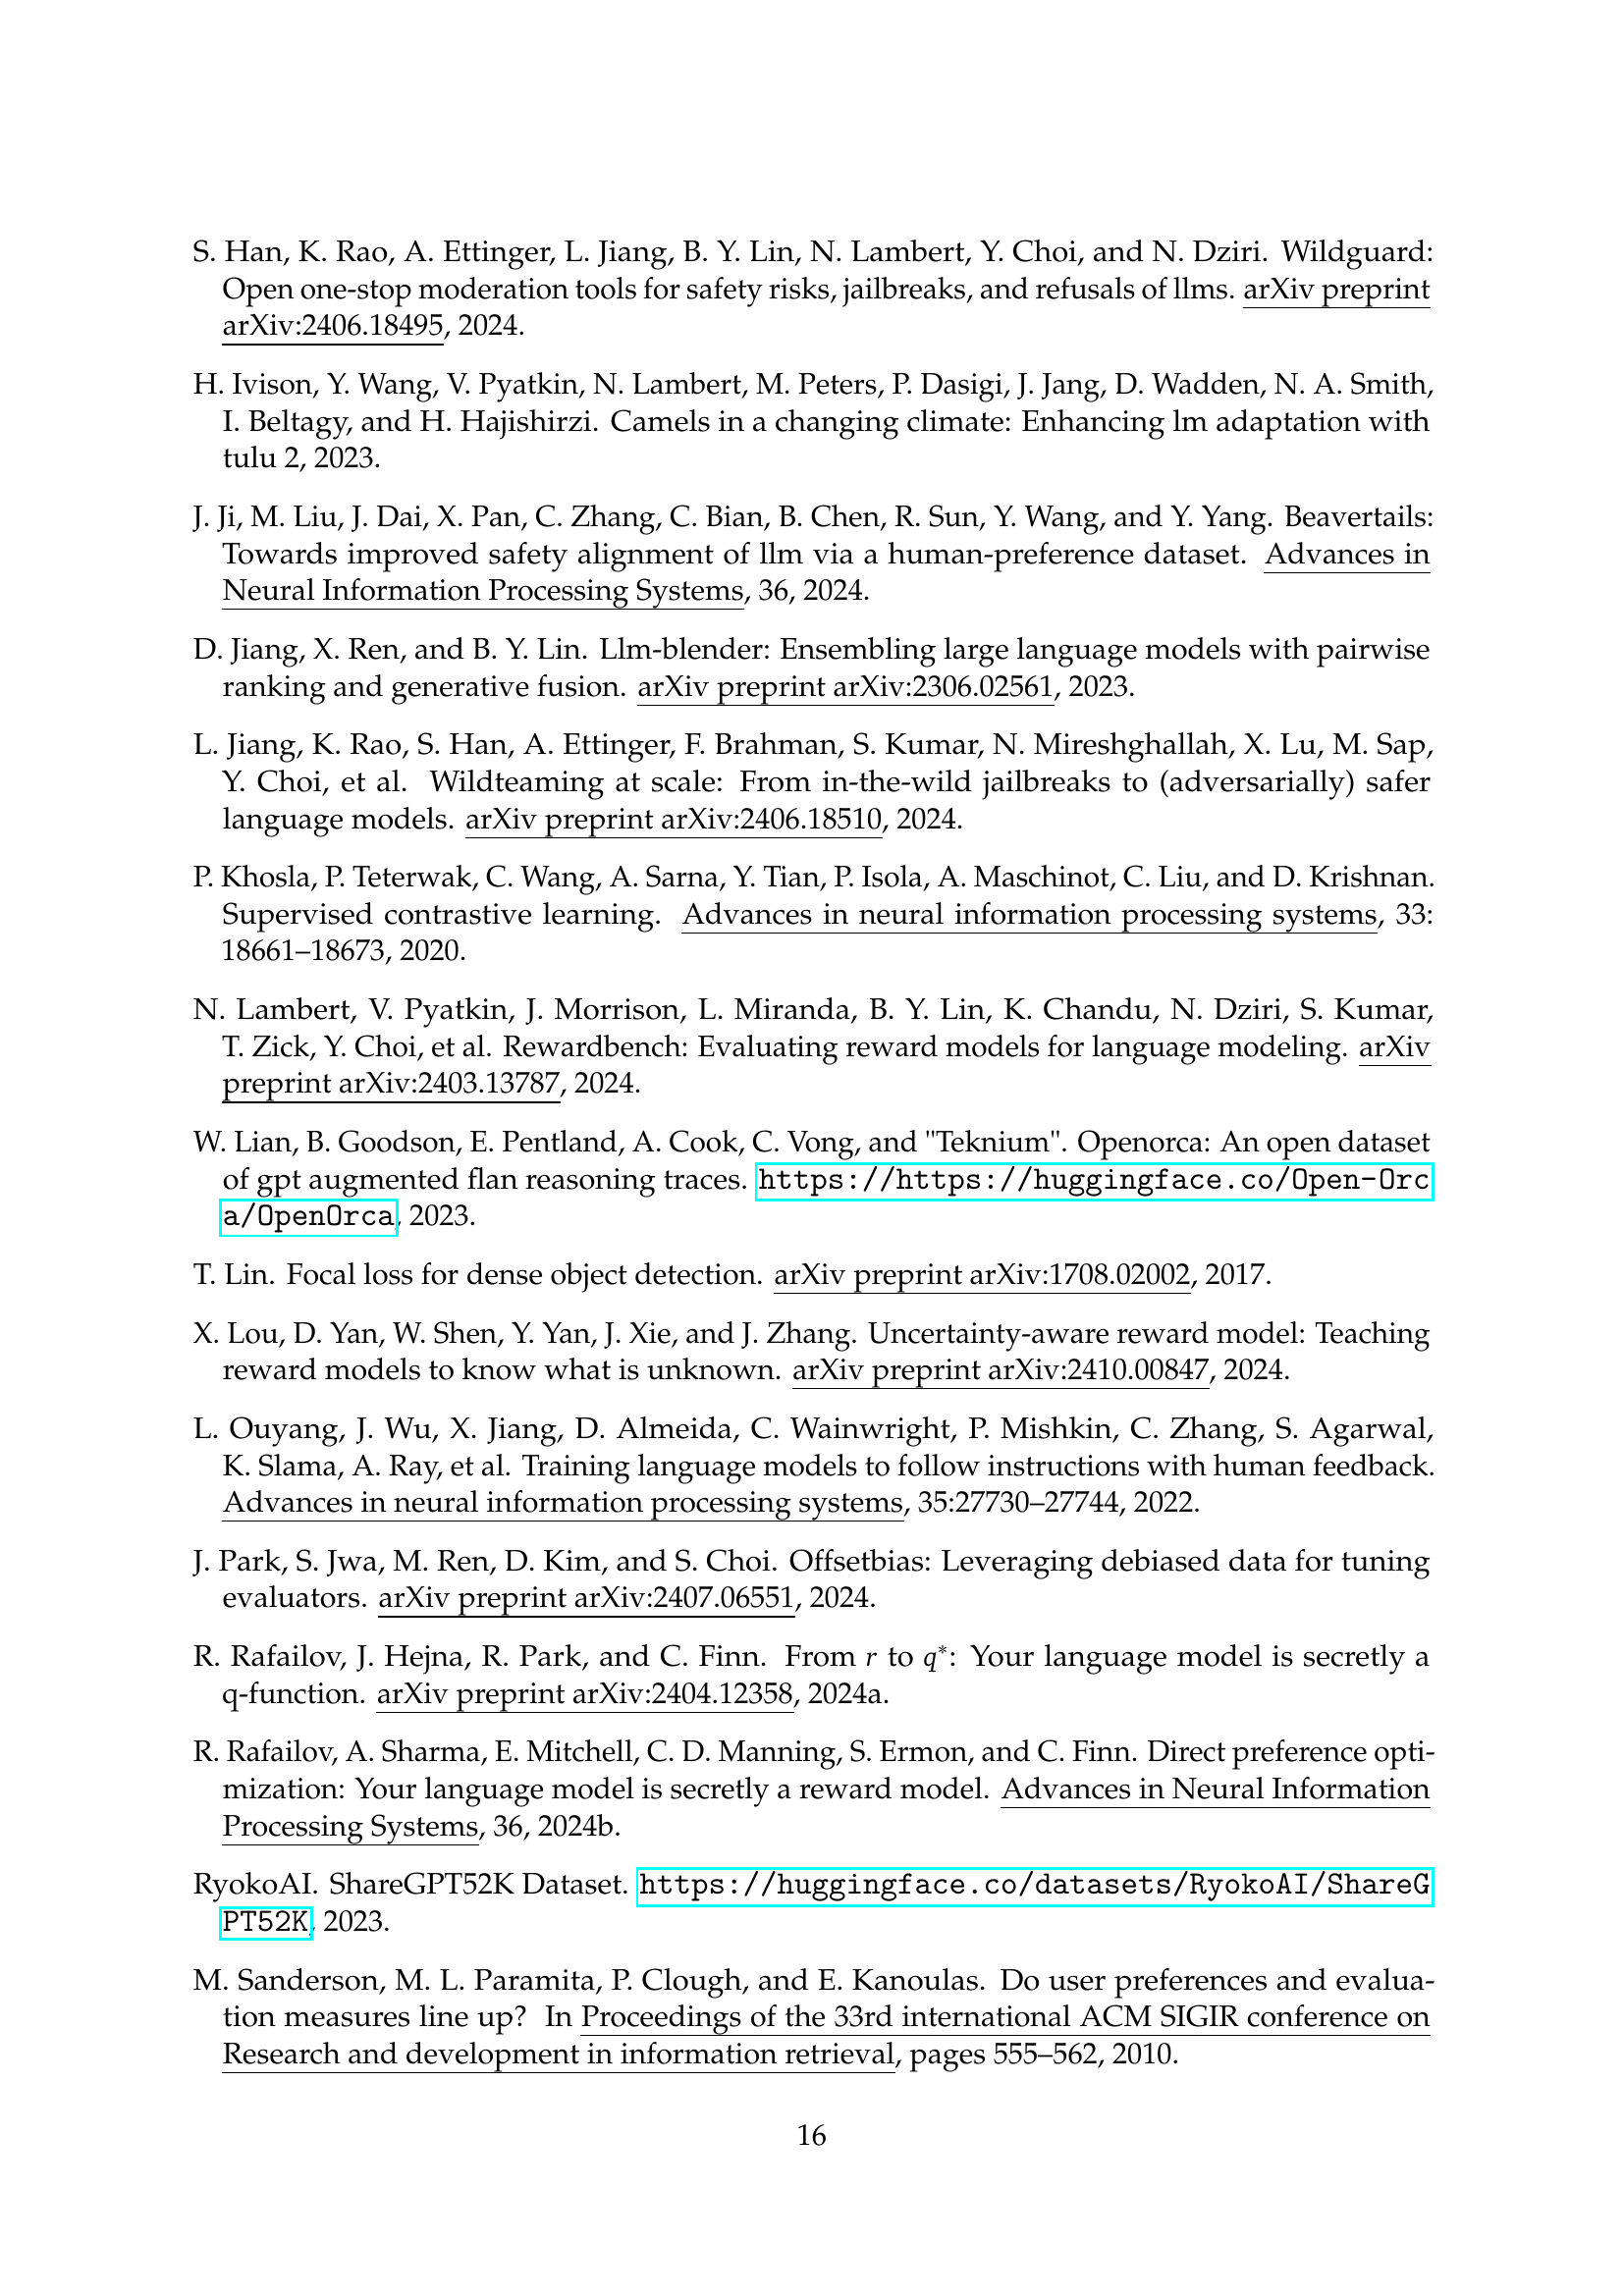 S. Han, K. Rao, A. Ettinger, L. Jiang, B. Y. Lin, N. Lambert, Y. Choi, and N. Dziri. Wildguard:
Open one-stop moderation tools for safety risks, jailbreaks, and refusals of llms. arXiv preprint
arXiv:2406.18495, 2024.
H. Ivison, Y. Wang, V. Pyatkin, N. Lambert, M. Peters, P. Dasigi, J. Jang, D. Wadden, N. A. Smith,
I. Beltagy, and H. Hajishirzi. Camels in a changing climate: Enhancing lm adaptation with
tulu 2, 2023.
J. Ji, M. Liu, J. Dai, X. Pan, C. Zhang, C. Bian, B. Chen, R. Sun, Y. Wang, and Y. Yang. Beavertails:
Towards improved safety alignment of llm via a human-preference dataset. Advances in
Neural Information Processing Systems, 36, 2024.
D. Jiang, X. Ren, and B. Y. Lin. Llm-blender: Ensembling large language models with pairwise
ranking and generative fusion. arXiv preprint arXiv:2306.02561, 2023.
L. Jiang, K. Rao, S. Han, A. Ettinger, F. Brahman, S. Kumar, N. Mireshghallah, X. Lu, M. Sap,
Y. Choi, et al. Wildteaming at scale: From in-the-wild jailbreaks to (adversarially) safer
language models. arXiv preprint arXiv:2406.18510, 2024.
P. Khosla, P. Teterwak, C. Wang, A. Sarna, Y. Tian, P. Isola, A. Maschinot, C. Liu, and D. Krishnan.
Supervised contrastive learning. Advances in neural information processing systems, 33:
18661–18673, 2020.
N. Lambert, V. Pyatkin, J. Morrison, L. Miranda, B. Y. Lin, K. Chandu, N. Dziri, S. Kumar,
T. Zick, Y. Choi, et al. Rewardbench: Evaluating reward models for language modeling. arXiv
preprint arXiv:2403.13787, 2024.
W. Lian, B. Goodson, E. Pentland, A. Cook, C. Vong, and "Teknium". Openorca: An open dataset
of gpt augmented flan reasoning traces. https://https://huggingface.co/Open-Orc
a/OpenOrca, 2023.
T. Lin. Focal loss for dense object detection. arXiv preprint arXiv:1708.02002, 2017.
X. Lou, D. Yan, W. Shen, Y. Yan, J. Xie, and J. Zhang. Uncertainty-aware reward model: Teaching
reward models to know what is unknown. arXiv preprint arXiv:2410.00847, 2024.
L. Ouyang, J. Wu, X. Jiang, D. Almeida, C. Wainwright, P. Mishkin, C. Zhang, S. Agarwal,
K. Slama, A. Ray, et al. Training language models to follow instructions with human feedback.
Advances in neural information processing systems, 35:27730–27744, 2022.
J. Park, S. Jwa, M. Ren, D. Kim, and S. Choi. Offsetbias: Leveraging debiased data for tuning
evaluators. arXiv preprint arXiv:2407.06551, 2024.
R. Rafailov, J. Hejna, R. Park, and C. Finn. From r to q*: Your language model is secretly a
q-function. arXiv preprint arXiv:2404.12358, 2024a.
R. Rafailov, A. Sharma, E. Mitchell, C. D. Manning, S. Ermon, and C. Finn. Direct preference opti-
mization: Your language model is secretly a reward model. Advances in Neural Information
Processing Systems, 36, 2024b.
RyokoAI. ShareGPT52K Dataset. https://huggingface.co/datasets/RyokoAI/ShareG
PT52K, 2023.
M. Sanderson, M. L. Paramita, P. Clough, and E. Kanoulas. Do user preferences and evalua-
tion measures line up? In Proceedings of the 33rd international ACM SIGIR conference on
Research and development in information retrieval, pages 555–562, 2010.
16